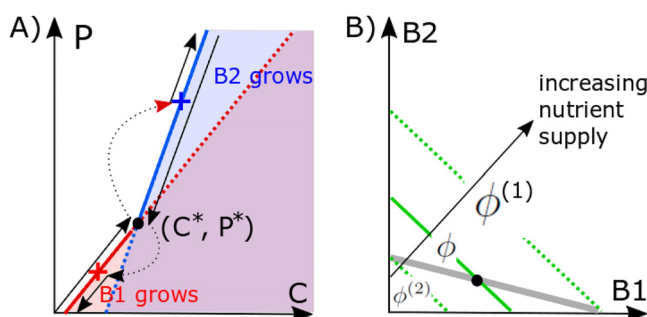 A)
P
B2 grows
(C*, P*)
B1 grows
C
B)
B2
increasing
nutrient
supply
ϕ(1)
ϕ
ϕ(2)
B1